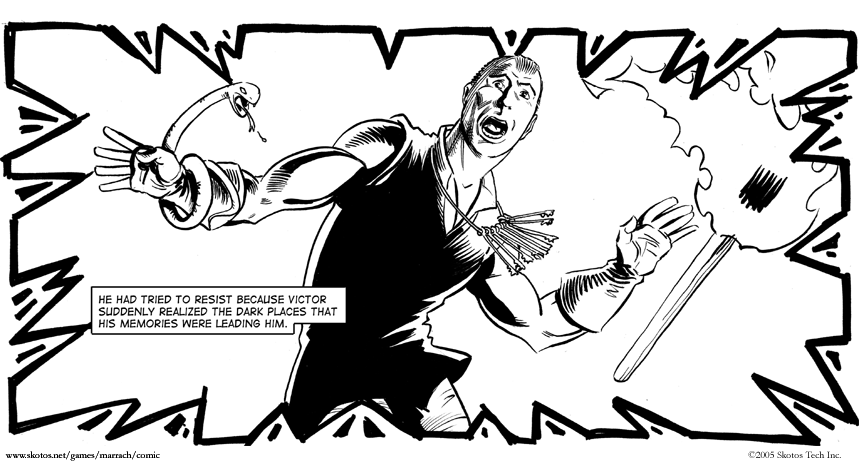 HE HAD TRIED TO RESIST BECAUSE VICTOR
SUDDENLY REALIZED THE DARK PLACES THAT
HIS MEMORIES WERE LEADING HIM.
www.skotos.net/games/marrach/comic
©2005 Skotos Tech Inc.